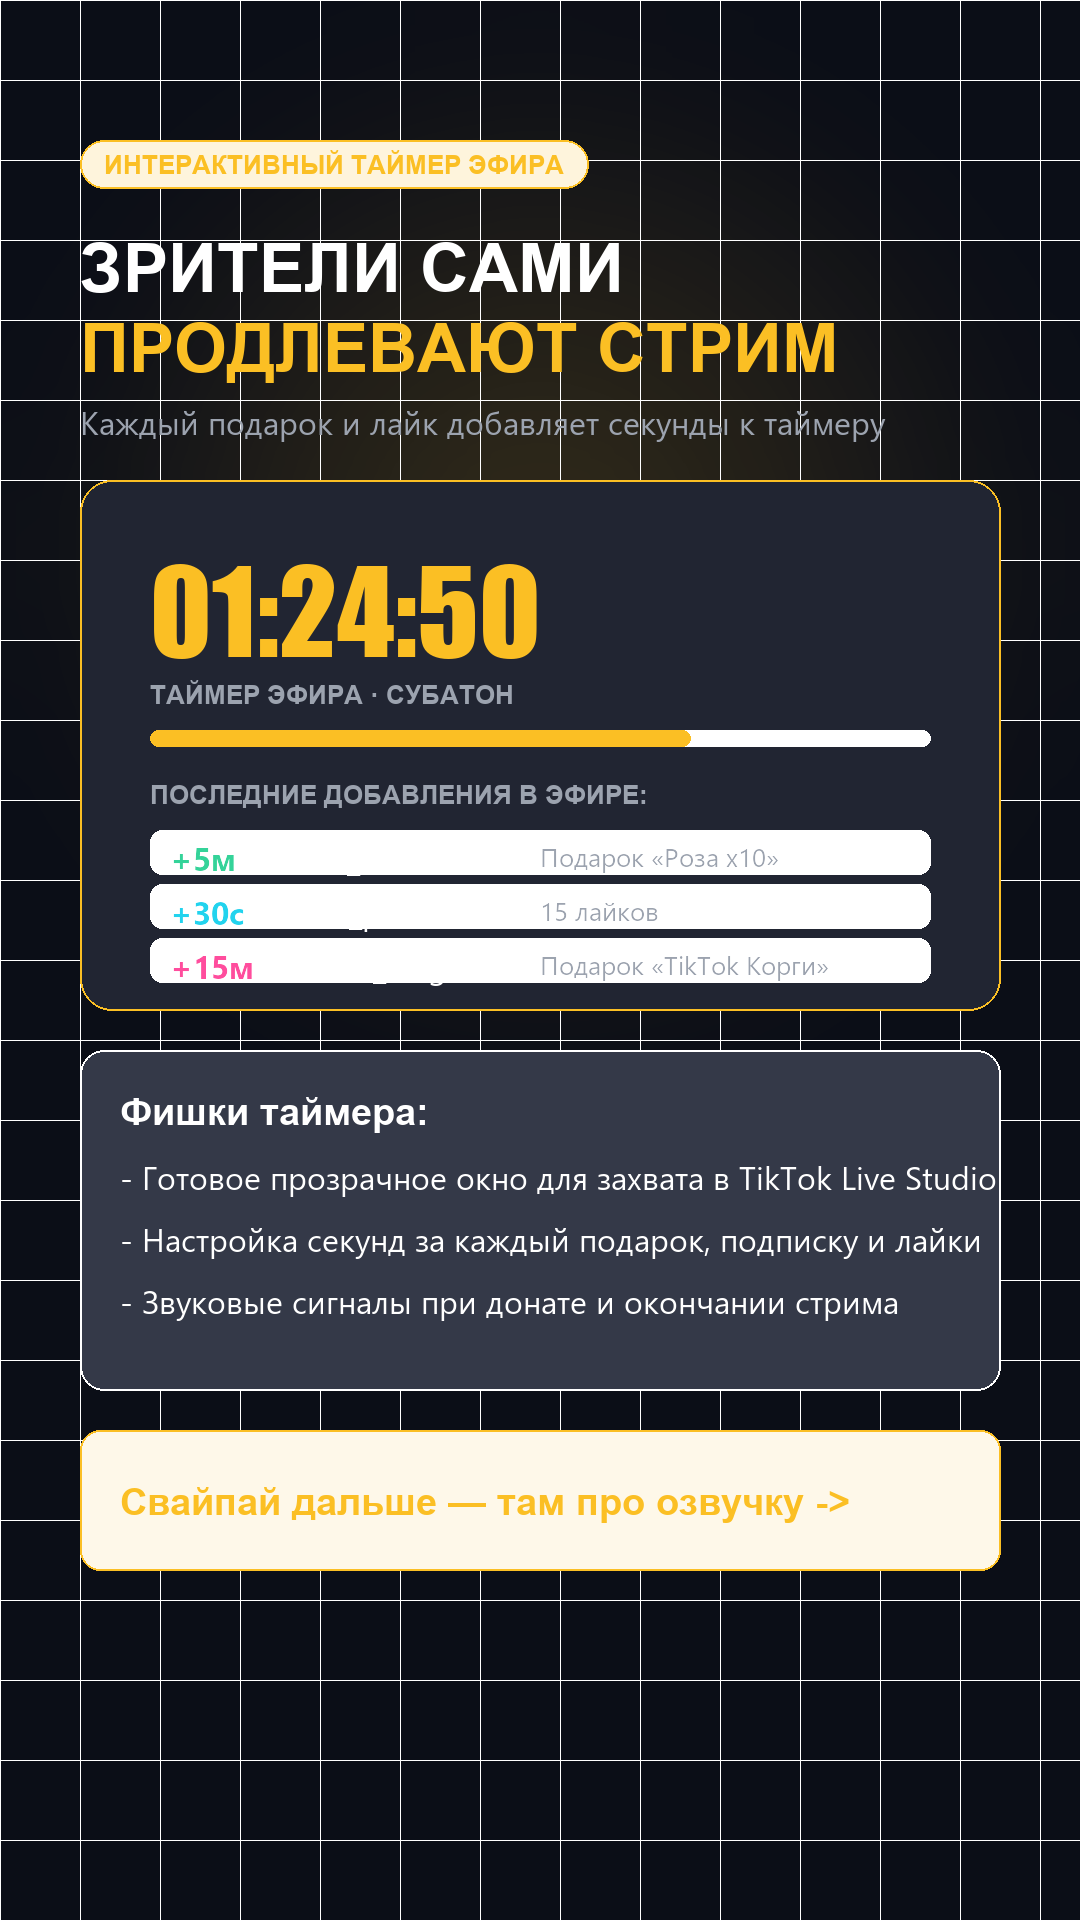 ИНТЕРАКТИВНЫЙ ТАЙМЕР ЭФИРА
ЗРИТЕЛИ САМИ
ПРОДЛЕВАЮТ СТРИМ
Каждый подарок и лайк добавляет секунды к таймеру
01:24:50
ТАЙМЕР ЭФИРА · СУБАТОН
ПОСЛЕДНИЕ ДОБАВЛЕНИЯ В ЭФИРЕ:
+5м Подарок «Роза x10»
+30с 15 лайков
+15м Подарок «TikTok Корги»
Фишки таймера:
- Готовое прозрачное окно для захвата в TikTok Live Studio
- Настройка секунд за каждый подарок, подписку и лайки
- Звуковые сигналы при донате и окончании стрима
Свайпай дальше — там про озвучку ->